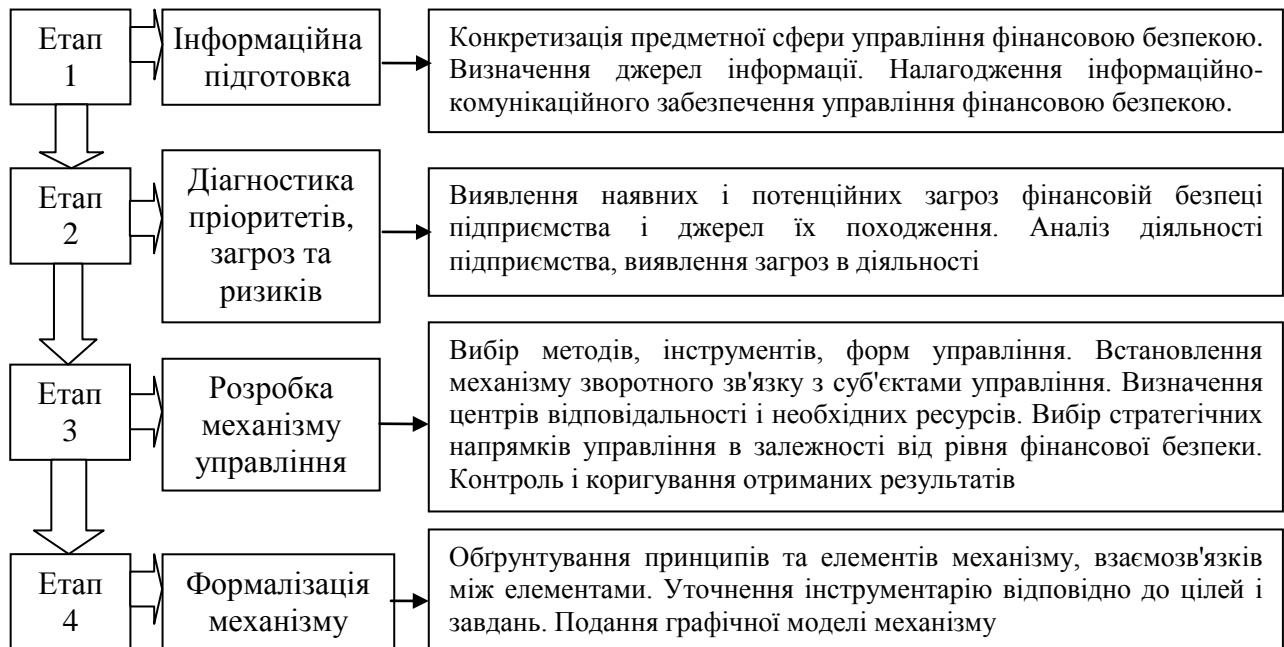 Етап
1
Інформаційна
підготовка
Конкретизація предметної сфери управління фінансовою безпекою.
Визначення джерел інформації. Налагодження інформаційно-
комунікаційного забезпечення управління фінансовою безпекою.
Етап
2
Діагностика
пріоритетів,
загроз та
ризиків
Виявлення наявних і потенційних загроз фінансовій безпеці
підприємства і джерел їх походження. Аналіз діяльності
підприємства, виявлення загроз в діяльності
Етап
3
Розробка
механізму
управління
Вибір методів, інструментів, форм управління. Встановлення
механізму зворотного зв'язку з суб'єктами управління. Визначення
центрів відповідальності і необхідних ресурсів. Вибір стратегічних
напрямків управління в залежності від рівня фінансової безпеки.
Контроль і коригування отриманих результатів
Етап
4
Формалізація
механізму
Обґрунтування принципів та елементів механізму, взаємозв'язків
між елементами. Уточнення інструментарію відповідно до цілей і
завдань. Подання графічної моделі механізму